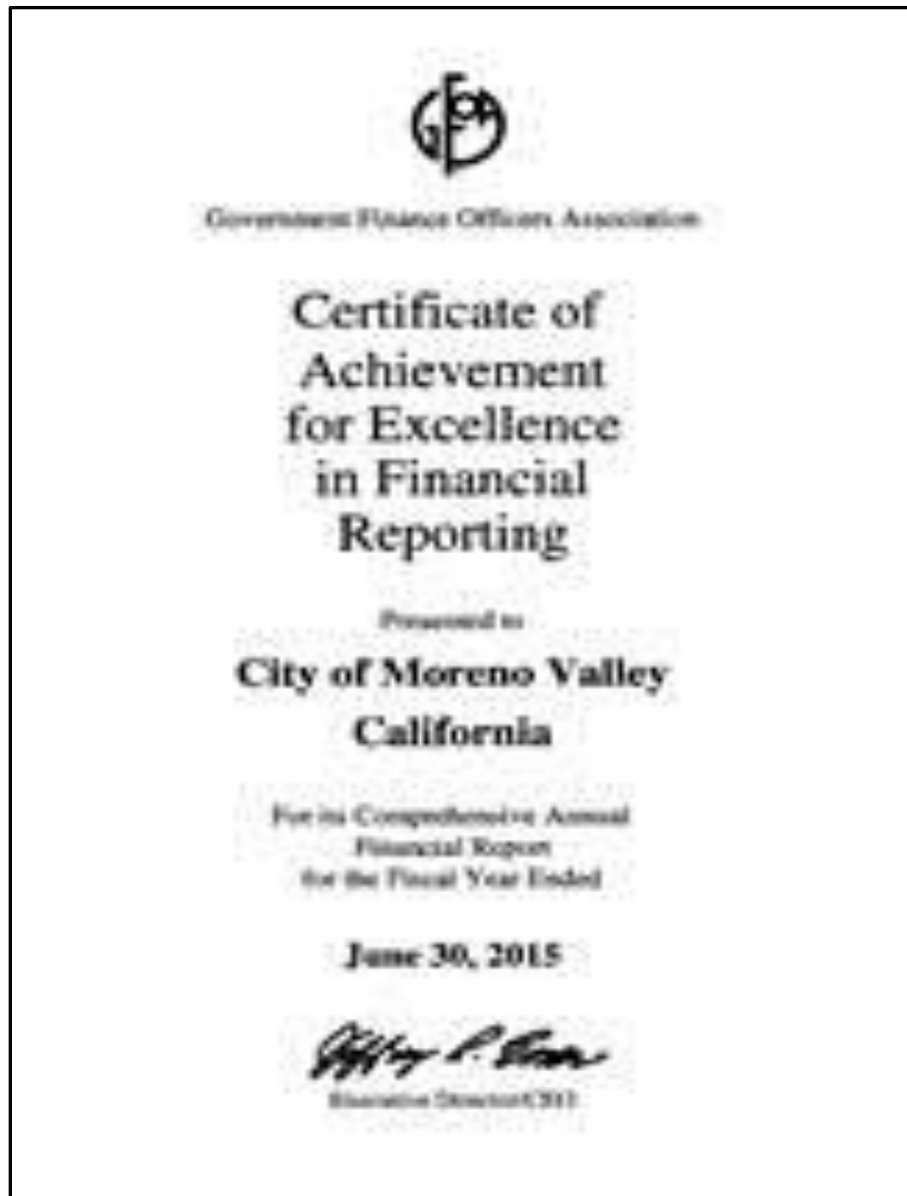 GFOA
Government Finance Officers Association
Certificate of
Achievement
for Excellence
in Financial
Reporting
Presented to
City of Moreno Valley
California
For its Comprehensive Annual
Financial Report
for the Fiscal Year Ended
June 30, 2015
Executive Director/CEO